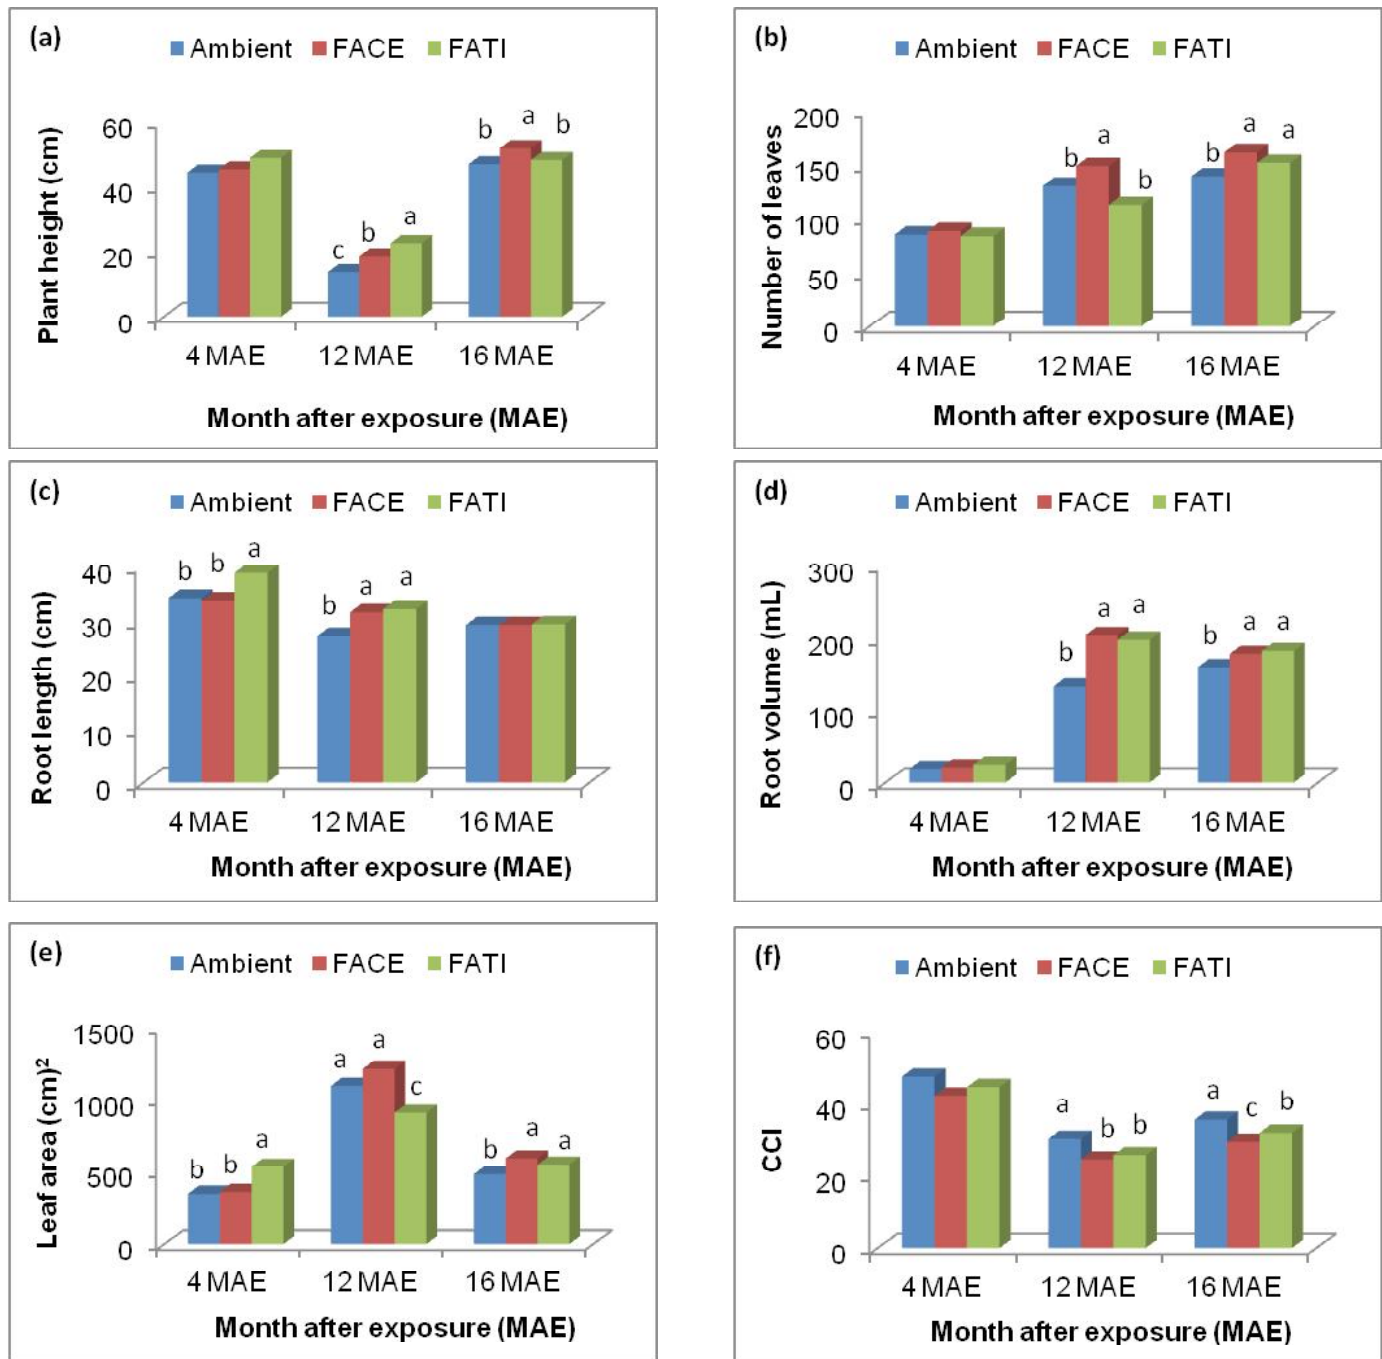 (a)
Ambient FACE FATI
Plant height (cm)
60
40
20
0
c b a
b a b
4 MAE 12 MAE 16 MAE
Month after exposure (MAE)
(b)
Ambient FACE FATI
Number of leaves
200
150
100
50
0
b a b
b a a
4 MAE 12 MAE 16 MAE
Month after exposure (MAE)
(c)
Ambient FACE FATI
Root length (cm)
40
30
20
10
0
b b a
b a a
4 MAE 12 MAE 16 MAE
Month after exposure (MAE)
(d)
Ambient FACE FATI
Root volume (mL)
300
200
100
0
b a a
b a a
4 MAE 12 MAE 16 MAE
Month after exposure (MAE)
(e)
Ambient FACE FATI
Leaf area (cm)²
1500
1000
500
0
b b a
a a c
b a a
4 MAE 12 MAE 16 MAE
Month after exposure (MAE)
(f)
Ambient FACE FATI
CCI
60
40
20
0
a b b
a c b
4 MAE 12 MAE 16 MAE
Month after exposure (MAE)